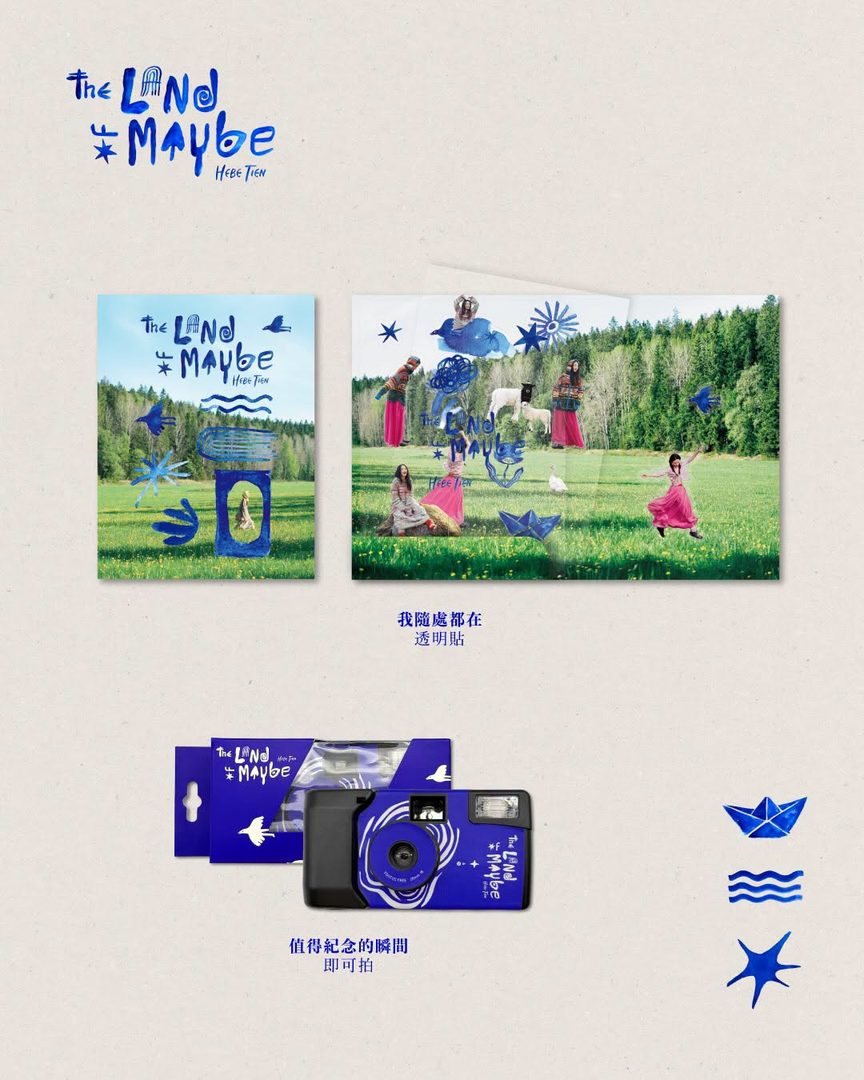 The LAnd
OF MAybe
HEBE TIEN
The LAnd
OF MAybe
HEBE TIEN
The LAnd
OF MAybe
HEBE TIEN
我隨處都在
透明貼
The LAnd HEBE TIEN
OF MAybe
FOCUS FREE
The LAnd
OF MAybe
HEBE TIEN
值得紀念的瞬間
即可拍